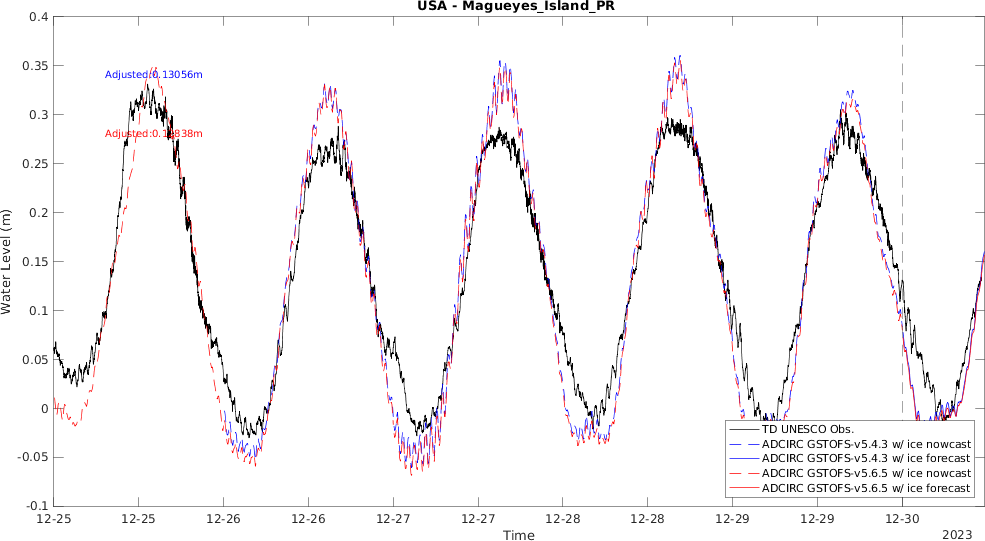 USA - Magueyes_Island_PR
0.4
0.35
0.3
0.25
0.2
0.15
0.1
0.05
0
-0.05
-0.1
Water Level (m)
Adjusted:0.13056m
TD UNESCO Obs.
ADCIRC GSTOFS-v5.4.3 w/ ice nowcast
ADCIRC GSTOFS-v5.4.3 w/ ice forecast
ADCIRC GSTOFS-v5.6.5 w/ ice nowcast
ADCIRC GSTOFS-v5.6.5 w/ ice forecast
12-25 12-25 12-26 12-26 12-27 12-27 12-28 12-28 12-29 12-29 12-30
Time
2023